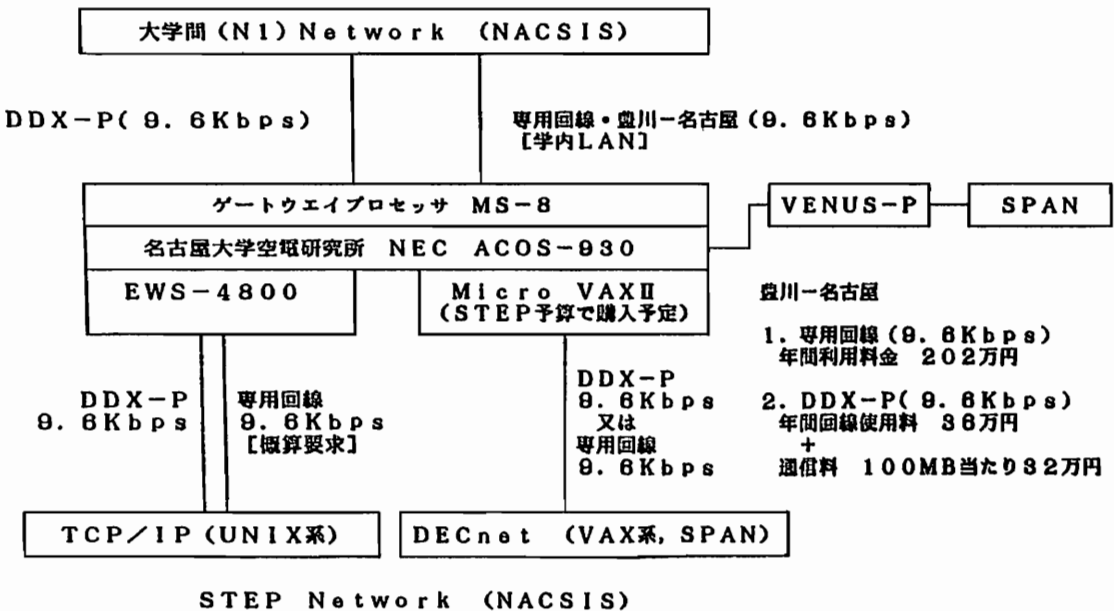 大学間(N1)Network (NACSIS)
DDX-P(9.6Kbps)
専用回線・豊川-名古屋(9.6Kbps)
[学内LAN]
ゲートウエイプロセッサ MS-8
VENUS-P
SPAN
名古屋大学空電研究所 NEC ACOS-930
EWS-4800
Micro VAXⅡ
(STEP予算で購入予定)
豊川-名古屋
1. 専用回線(9.6Kbps)
年間利用料金 202万円
2. DDX-P(9.6Kbps)
年間回線使用料 36万円
+
通信料 100MB当たり32万円
DDX-P
9.6Kbps
専用回線
9.6Kbps
[概算要求]
DDX-P
9.6Kbps
又は
専用回線
9.6Kbps
TCP/IP(UNIX系)
DECnet (VAX系, SPAN)
STEP Network (NACSIS)